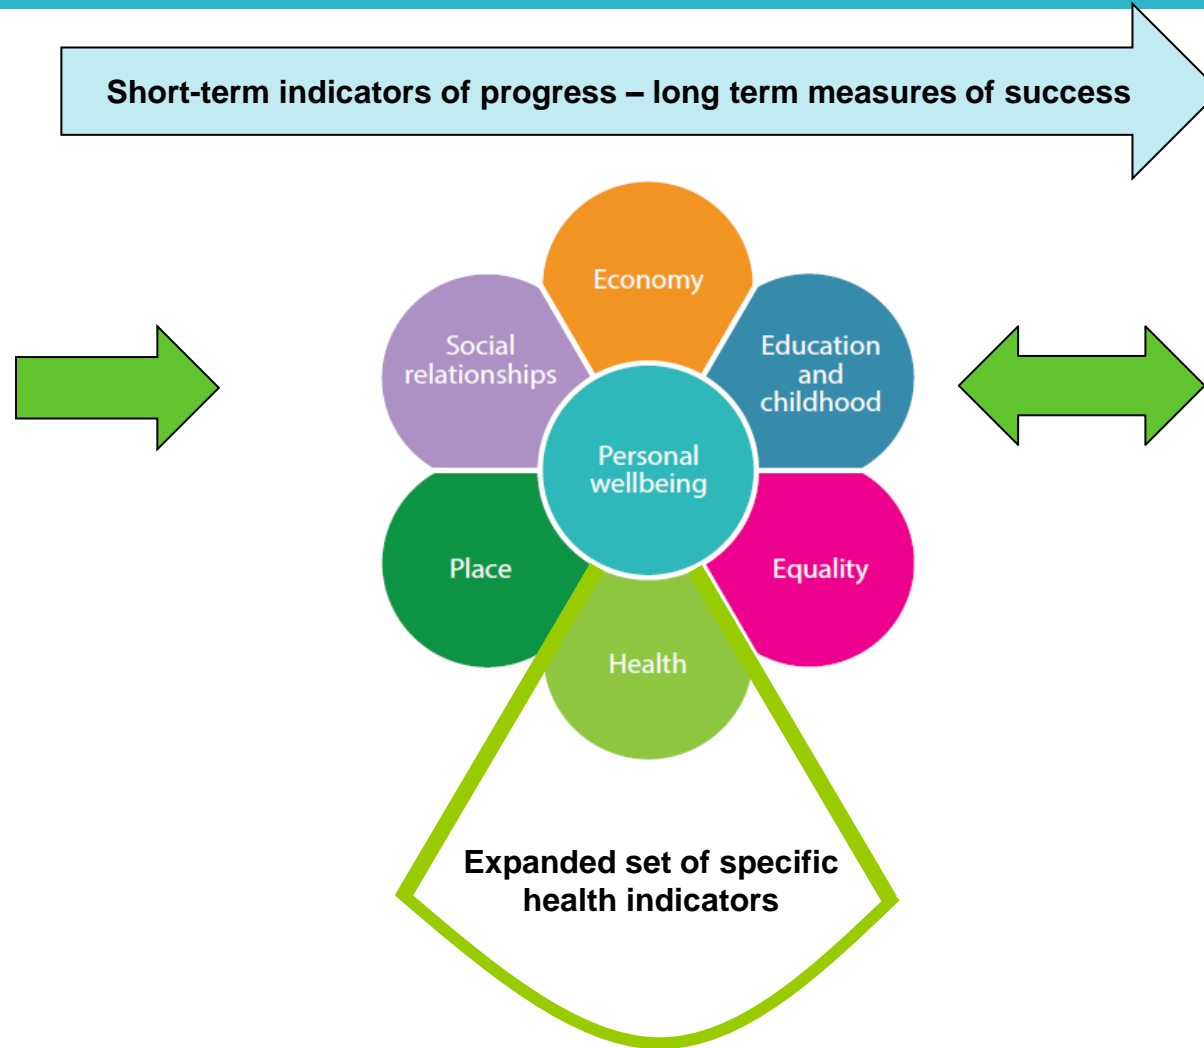 Short-term indicators of progress – long term measures of success
Economy
Social
relationships
Education
and
childhood
Personal
wellbeing
Place
Equality
Health
Expanded set of specific
health indicators